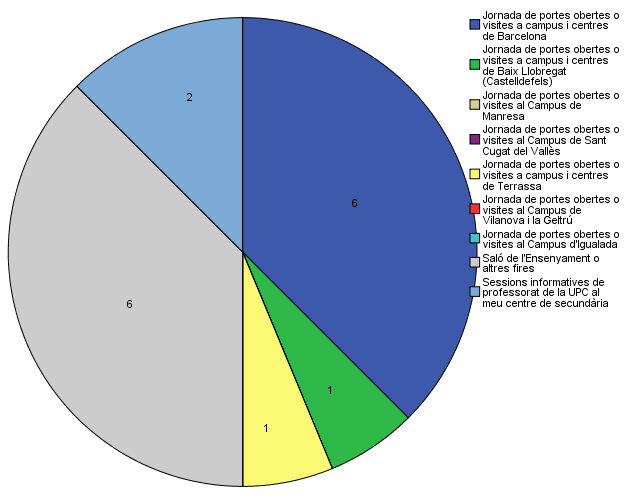 2
6
6
1
1
Jornada de portes obertes o
visites a campus i centres
de Barcelona
Jornada de portes obertes o
visites a campus i centres
de Baix Llobregat
(Castelldefels)
Jornada de portes obertes o
visites al Campus de
Manresa
Jornada de portes obertes o
visites al Campus de Sant
Cugat del Vallès
Jornada de portes obertes o
visites a campus i centres
de Terrassa
Jornada de portes obertes o
visites al Campus de
Vilanova i la Geltrú
Jornada de portes obertes o
visites al Campus d'Igualada
Saló de l'Ensenyament o
altres fires
Sessions informatives de
professorat de la UPC al
meu centre de secundària